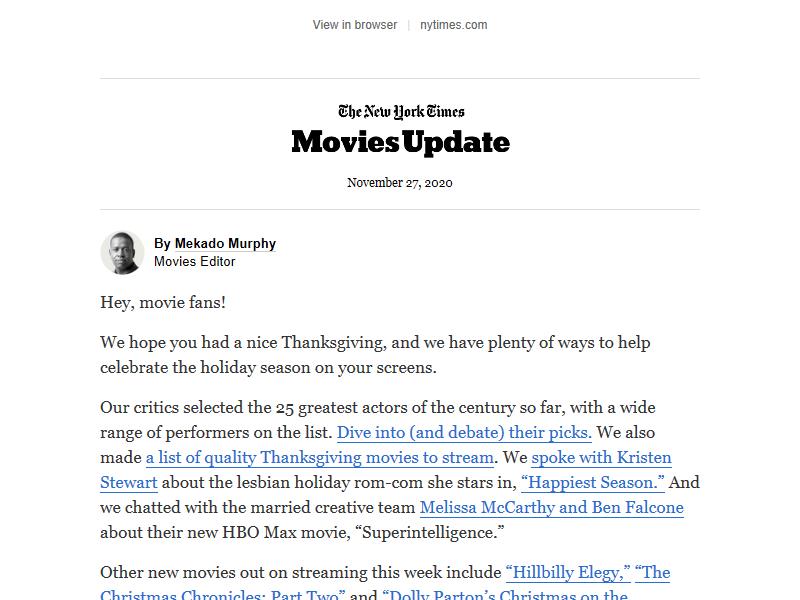 View in browser | nytimes.com
The New York Times
Movies Update
November 27, 2020
By Mekado Murphy
Movies Editor
Hey, movie fans!
We hope you had a nice Thanksgiving, and we have plenty of ways to help
celebrate the holiday season on your screens.
Our critics selected the 25 greatest actors of the century so far, with a wide
range of performers on the list. Dive into (and debate) their picks. We also
made a list of quality Thanksgiving movies to stream. We spoke with Kristen
Stewart about the lesbian holiday rom-com she stars in, “Happiest Season.” And
we chatted with the married creative team Melissa McCarthy and Ben Falcone
about their new HBO Max movie, “Superintelligence.”
Other new movies out on streaming this week include “Hillbilly Elegy,” “The
Christmas Chronicles: Part Two” and “Dolly Parton’s Christmas on the